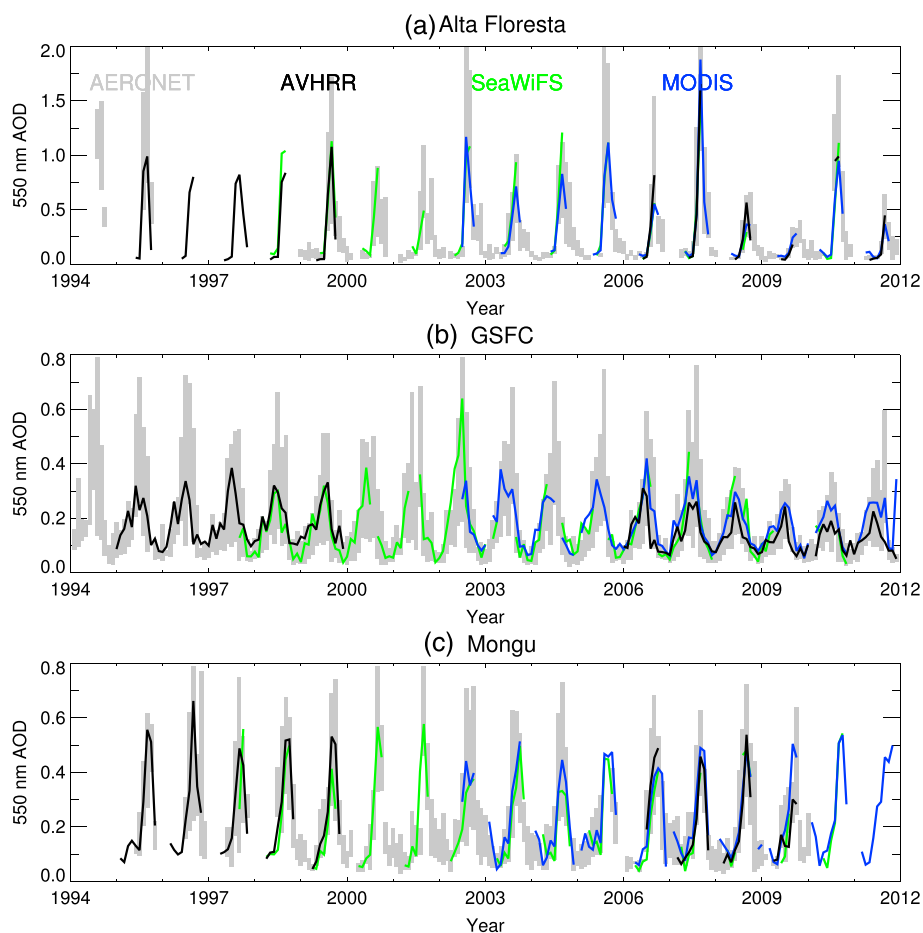 (a) Alta Floresta
2.0
AERONET AVHRR SeaWiFS MODIS
1.5
1.0
0.5
0.0
550 nm AOD
1994 1997 2000 2003 2006 2009 2012
Year
(b) GSFC
0.8
0.6
0.4
0.2
0.0
550 nm AOD
1994 1997 2000 2003 2006 2009 2012
Year
(c) Mongu
0.8
0.6
0.4
0.2
0.0
550 nm AOD
1994 1997 2000 2003 2006 2009 2012
Year